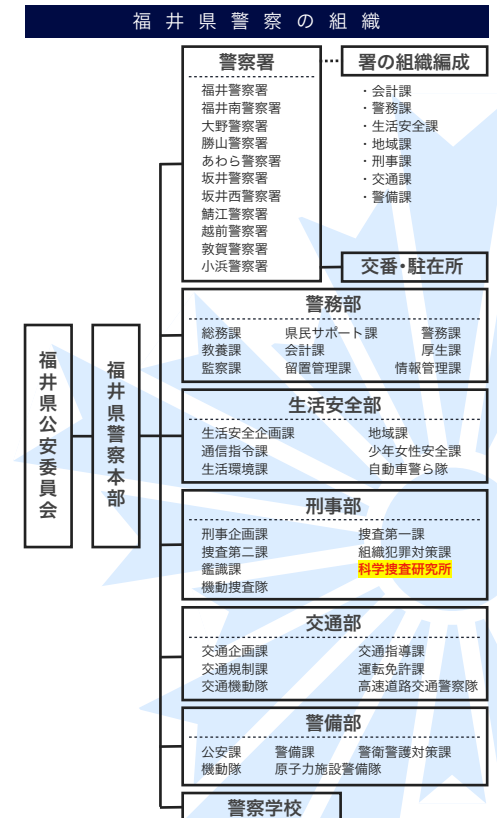 福井県警察の組織
警察署
福井警察署
福井南警察署
大野警察署
勝山警察署
あわら警察署
坂井警察署
坂井西警察署
鯖江警察署
越前警察署
敦賀警察署
小浜警察署
署の組織編成
・会計課
・警務課
・生活安全課
・地域課
・刑事課
・交通課
・警備課
交番・駐在所
福井県公安委員会
福井県警察本部
警務部
総務課 県民サポート課 警務課
教養課 会計課 厚生課
監察課 留置管理課 情報管理課
生活安全部
生活安全企画課 地域課
通信指令課 少年女性安全課
生活環境課 自動車警ら隊
刑事部
刑事企画課 捜査第一課
捜査第二課 組織犯罪対策課
鑑識課 科学捜査研究所
機動捜査隊
交通部
交通企画課 交通指導課
交通規制課 運転免許課
交通機動隊 高速道路交通警察隊
警備部
公安課 警備課 警衛警護対策課
機動隊 原子力施設警備隊
警察学校